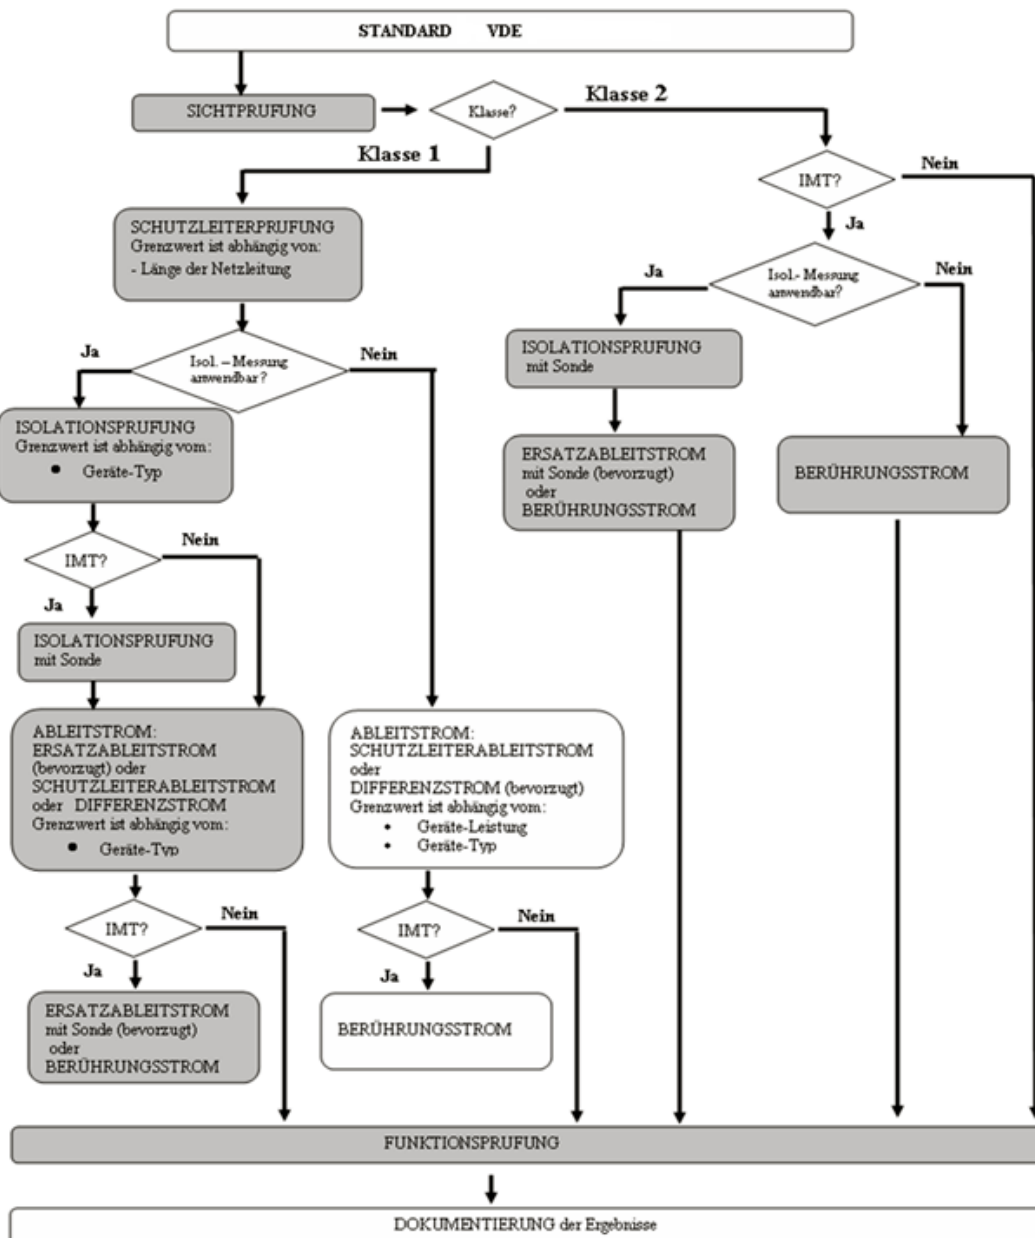 STANDARD VDE
SICHTPRUFUNG
Klasse?
Klasse 2
Klasse 1
IMT?
Nein
Ja
SCHUTZLEITERPRUFUNG
Grenzwert ist abhängig von:
- Länge der Netzleitung
Isol.- Messung
anwendbar?
Ja
Nein
ISOLATIONSPRUFUNG
mit Sonde
ERSATZABLEITSTROM
mit Sonde (bevorzugt)
oder
BERÜHRUNGSSTROM
BERÜHRUNGSSTROM
Isol. – Messung
anwendbar?
Ja
Nein
ISOLATIONSPRUFUNG
Grenzwert ist abhängig vom:
• Geräte-Typ
IMT?
Nein
Ja
ISOLATIONSPRUFUNG
mit Sonde
ABLEITSTROM:
ERSATZABLEITSTROM
(bevorzugt) oder
SCHUTZLEITERABLEITSTROM
oder DIFFERENZSTROM
Grenzwert ist abhängig vom:
• Geräte-Typ
ABLEITSTROM:
SCHUTZLEITERABLEITSTROM
oder
DIFFERENZSTROM (bevorzugt)
Grenzwert ist abhängig vom:
• Geräte-Leistung
• Geräte-Typ
IMT?
Nein
Ja
ERSATZABLEITSTROM
mit Sonde (bevorzugt)
oder
BERÜHRUNGSSTROM
IMT?
Nein
Ja
BERÜHRUNGSSTROM
FUNKTIONSPRUFUNG
DOKUMENTIERUNG der Ergebnisse